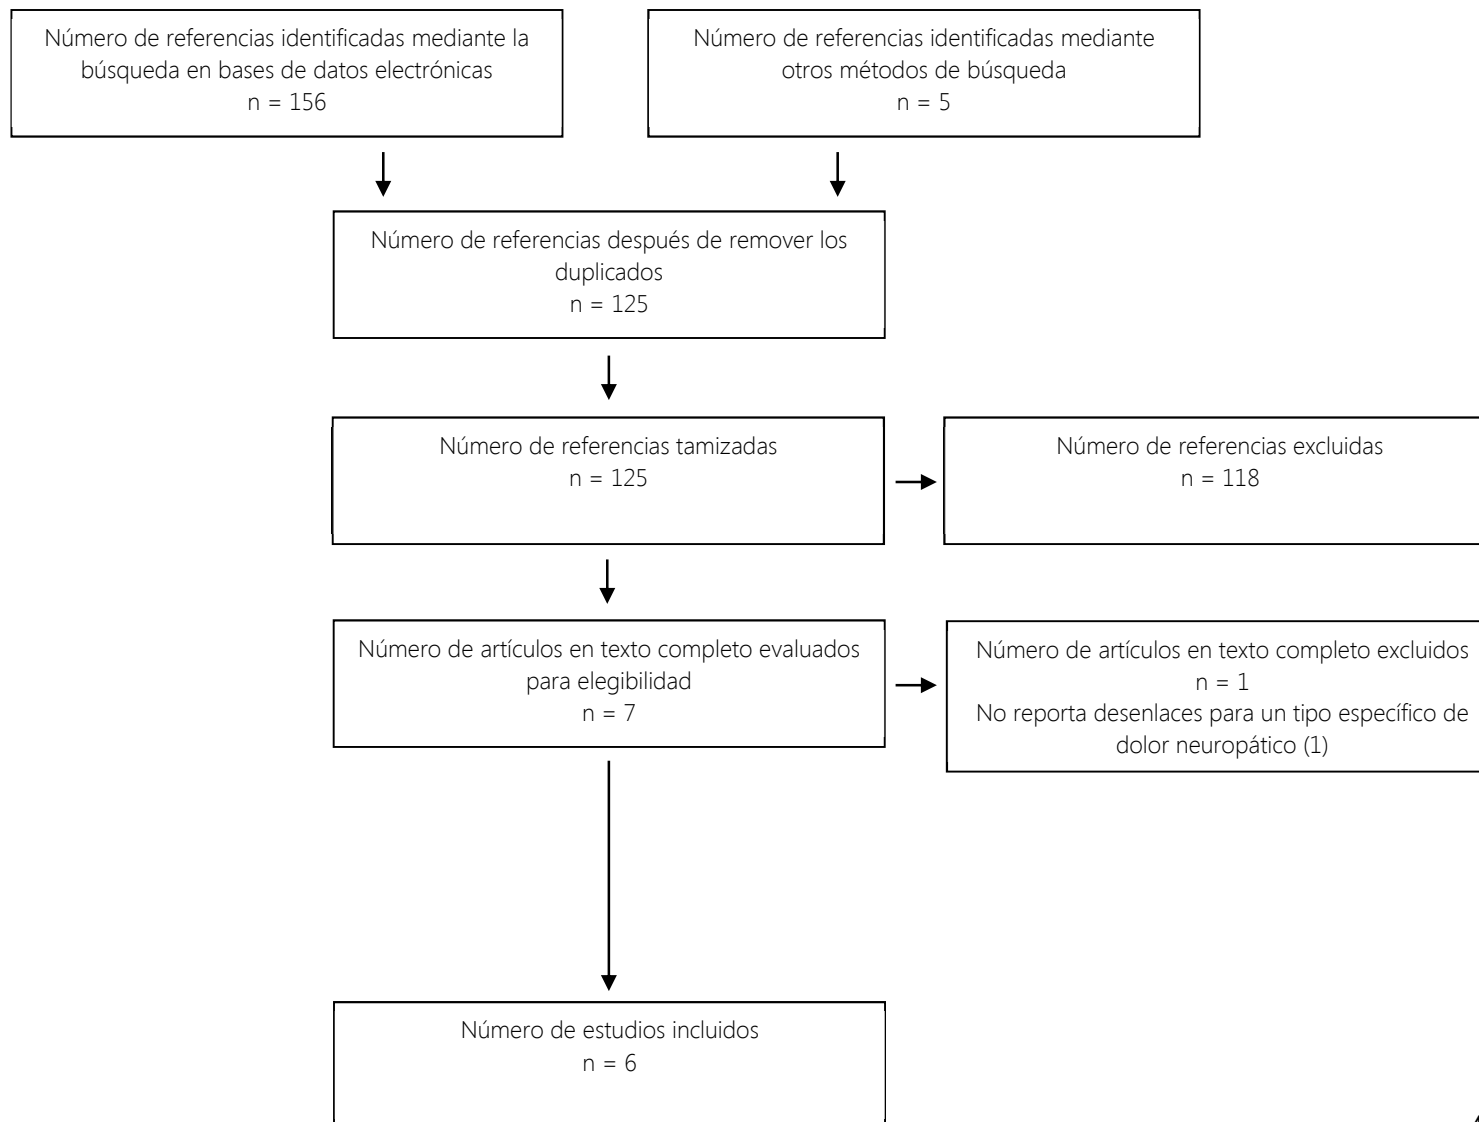 Número de referencias identificadas mediante la
búsqueda en bases de datos electrónicas
n = 156
Número de referencias identificadas mediante
otros métodos de búsqueda
n = 5
Número de referencias después de remover los
duplicados
n = 125
Número de referencias tamizadas
n = 125
Número de referencias excluidas
n = 118
Número de artículos en texto completo evaluados
para elegibilidad
n = 7
Número de artículos en texto completo excluidos
n = 1
No reporta desenlaces para un tipo específico de
dolor neuropático (1)
Número de estudios incluidos
n = 6